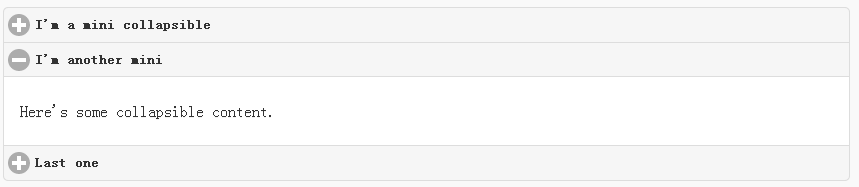 I'm a mini collapsible
I'm another mini
Here's some collapsible content.
Last one